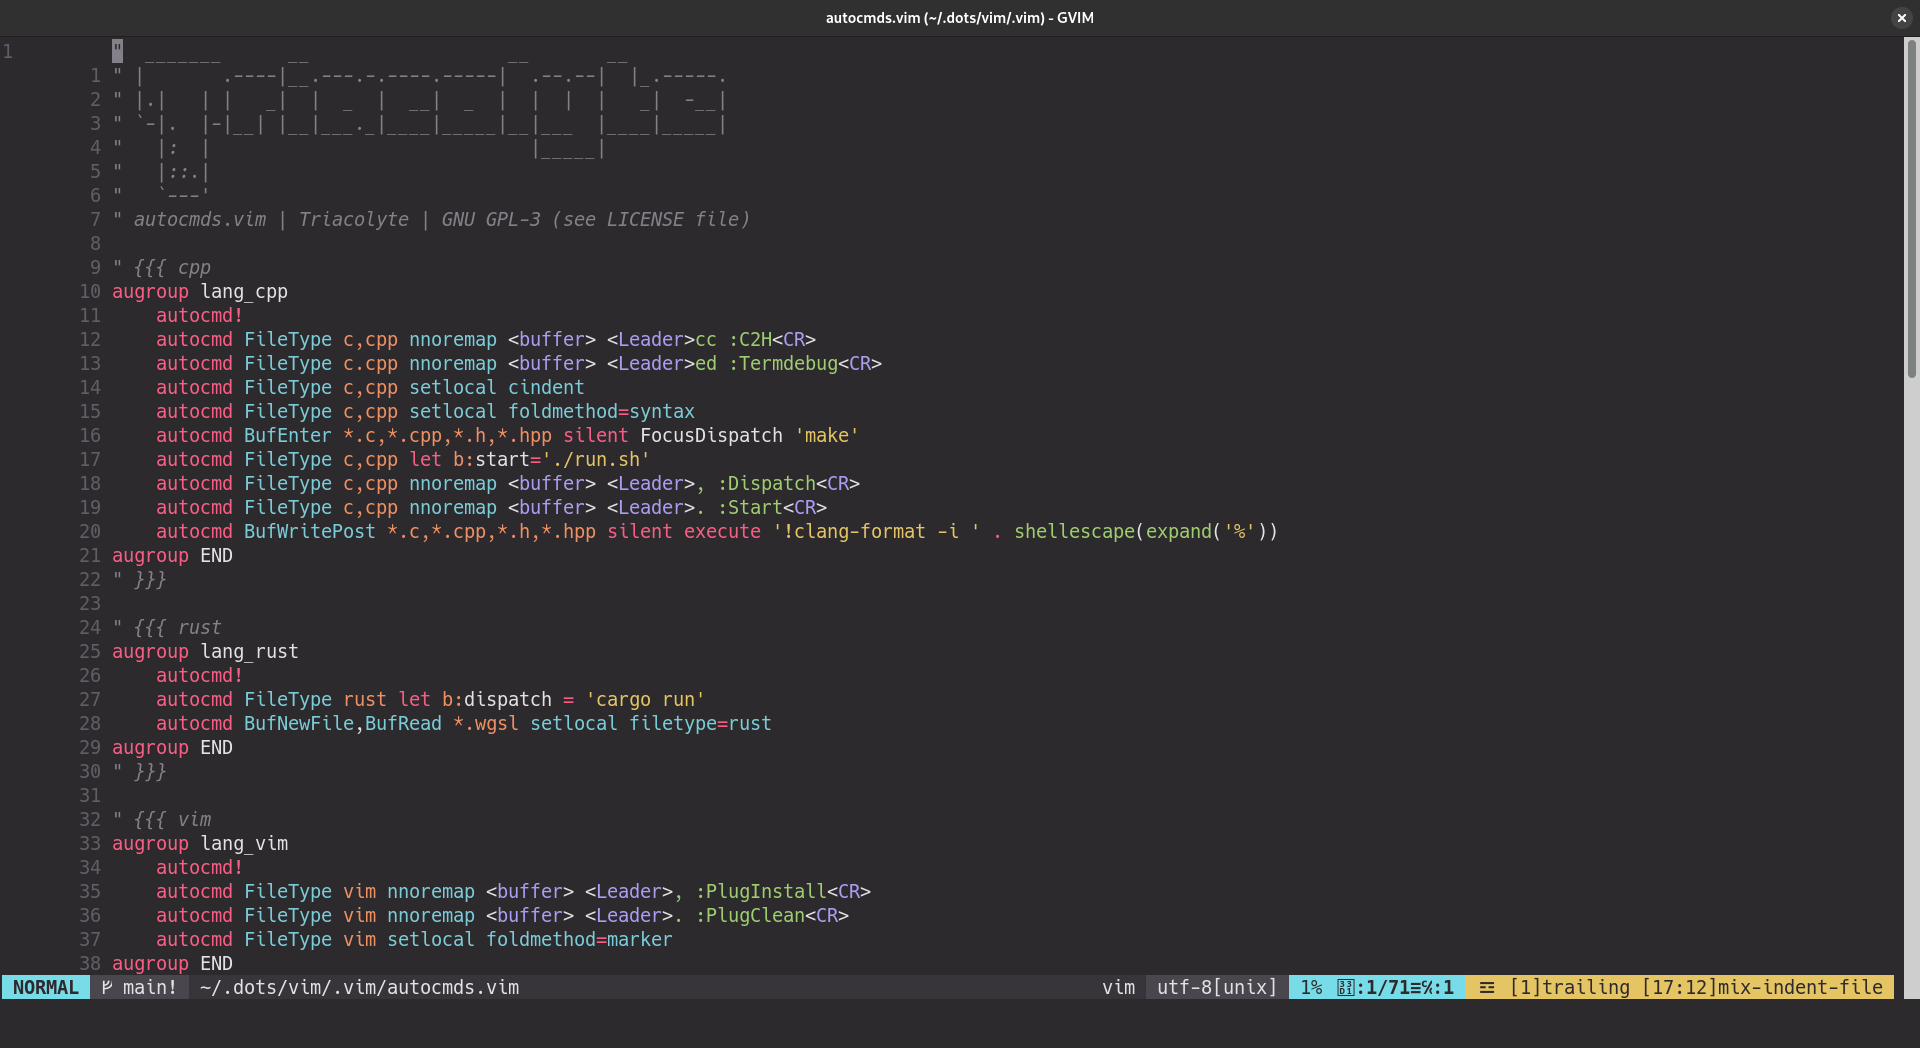 autocmds.vim (~/.dots/vim/.vim) - GVIM
1         "  _______      __                  __       __
        1 " |       .----|__.---.-.----.-----|  .--.--|  |_.-----.
        2 " |.|   | |   _|  |  _  |  __|  _  |  |  |  |   _|  -__|
        3 " `-|.  |-|__| |__|___._|____|_____|__|___  |____|_____|
        4 "   |:  |                             |_____|
        5 "   |::.|
        6 "   `---'
        7 " autocmds.vim | Triacolyte | GNU GPL-3 (see LICENSE file)
        8
        9 " {{{ cpp
       10 augroup lang_cpp
       11     autocmd!
       12     autocmd FileType c,cpp nnoremap <buffer> <Leader>cc :C2H<CR>
       13     autocmd FileType c.cpp nnoremap <buffer> <Leader>ed :Termdebug<CR>
       14     autocmd FileType c,cpp setlocal cindent
       15     autocmd FileType c,cpp setlocal foldmethod=syntax
       16     autocmd BufEnter *.c,*.cpp,*.h,*.hpp silent FocusDispatch 'make'
       17     autocmd FileType c,cpp let b:start='./run.sh'
       18     autocmd FileType c,cpp nnoremap <buffer> <Leader>, :Dispatch<CR>
       19     autocmd FileType c,cpp nnoremap <buffer> <Leader>. :Start<CR>
       20     autocmd BufWritePost *.c,*.cpp,*.h,*.hpp silent execute '!clang-format -i ' . shellescape(expand('%'))
       21 augroup END
       22 " }}}
       23
       24 " {{{ rust
       25 augroup lang_rust
       26     autocmd!
       27     autocmd FileType rust let b:dispatch = 'cargo run'
       28     autocmd BufNewFile,BufRead *.wgsl setlocal filetype=rust
       29 augroup END
       30 " }}}
       31
       32 " {{{ vim
       33 augroup lang_vim
       34     autocmd!
       35     autocmd FileType vim nnoremap <buffer> <Leader>, :PlugInstall<CR>
       36     autocmd FileType vim nnoremap <buffer> <Leader>. :PlugClean<CR>
       37     autocmd FileType vim setlocal foldmethod=marker
       38 augroup END
NORMAL  main! ~/.dots/vim/.vim/autocmds.vim vim utf-8[unix] 1% :1/71≡℅:1 ☲ [1]trailing [17:12]mix-indent-file